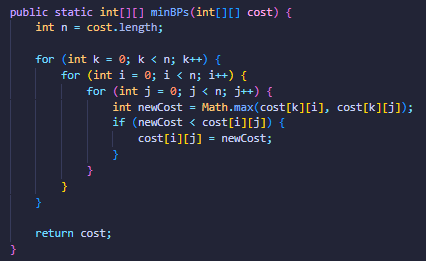 public static int[][] minBPs(int[][] cost) {
    int n = cost.length;

    for (int k = 0; k < n; k++) {
        for (int i = 0; i < n; i++) {
            for (int j = 0; j < n; j++) {
                int newCost = Math.max(cost[k][i], cost[k][j]);
                if (newCost < cost[i][j]) {
                    cost[i][j] = newCost;
                }
            }
        }
    }

    return cost;
}